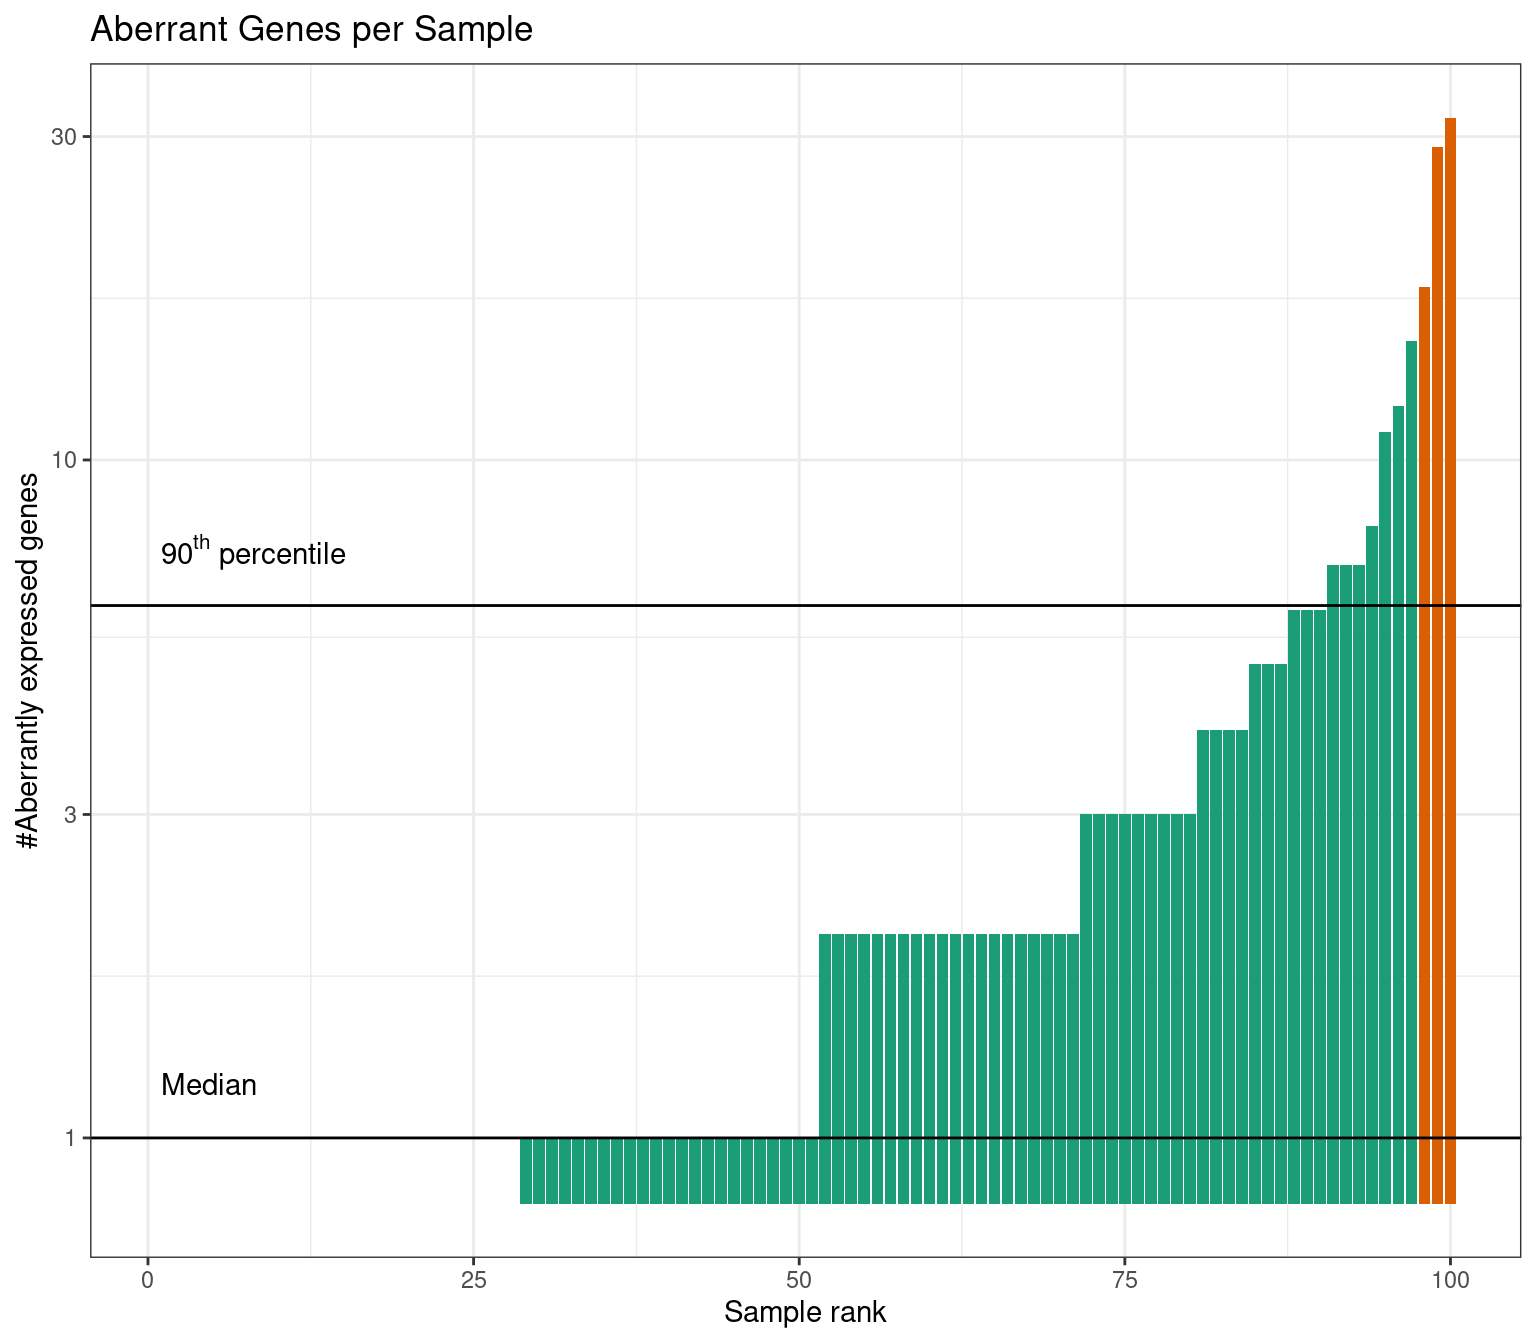 Aberrant Genes per Sample
#Aberrantly expressed genes
30
10
90th percentile
3
Median
1
0 25 50 75 100
Sample rank